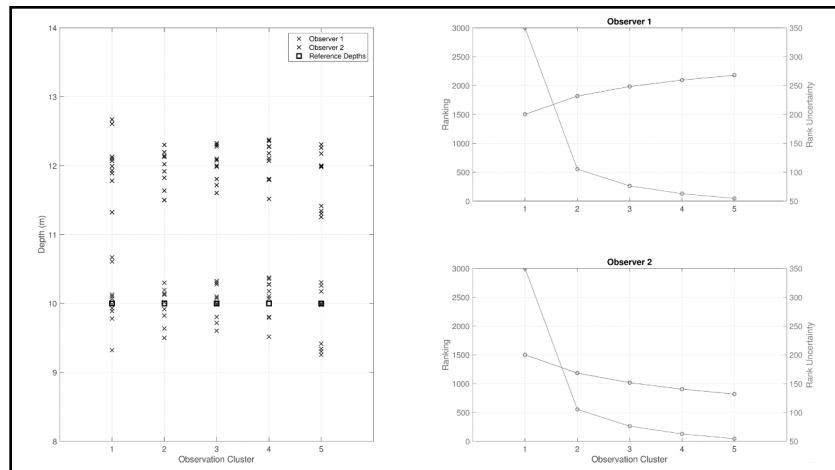 14
13
12
11
10
9
8
Depth (m)
1 2 3 4 5
Observation Cluster
Observer 1
Observer 2
Reference Depths
Observer 1
3000
2500
2000
1500
1000
500
0
Ranking
350
300
250
200
150
100
50
Rank Uncertainty
1 2 3 4 5
Observer 2
3000
2500
2000
1500
1000
500
0
Ranking
350
300
250
200
150
100
50
Rank Uncertainty
1 2 3 4 5
Observation Cluster